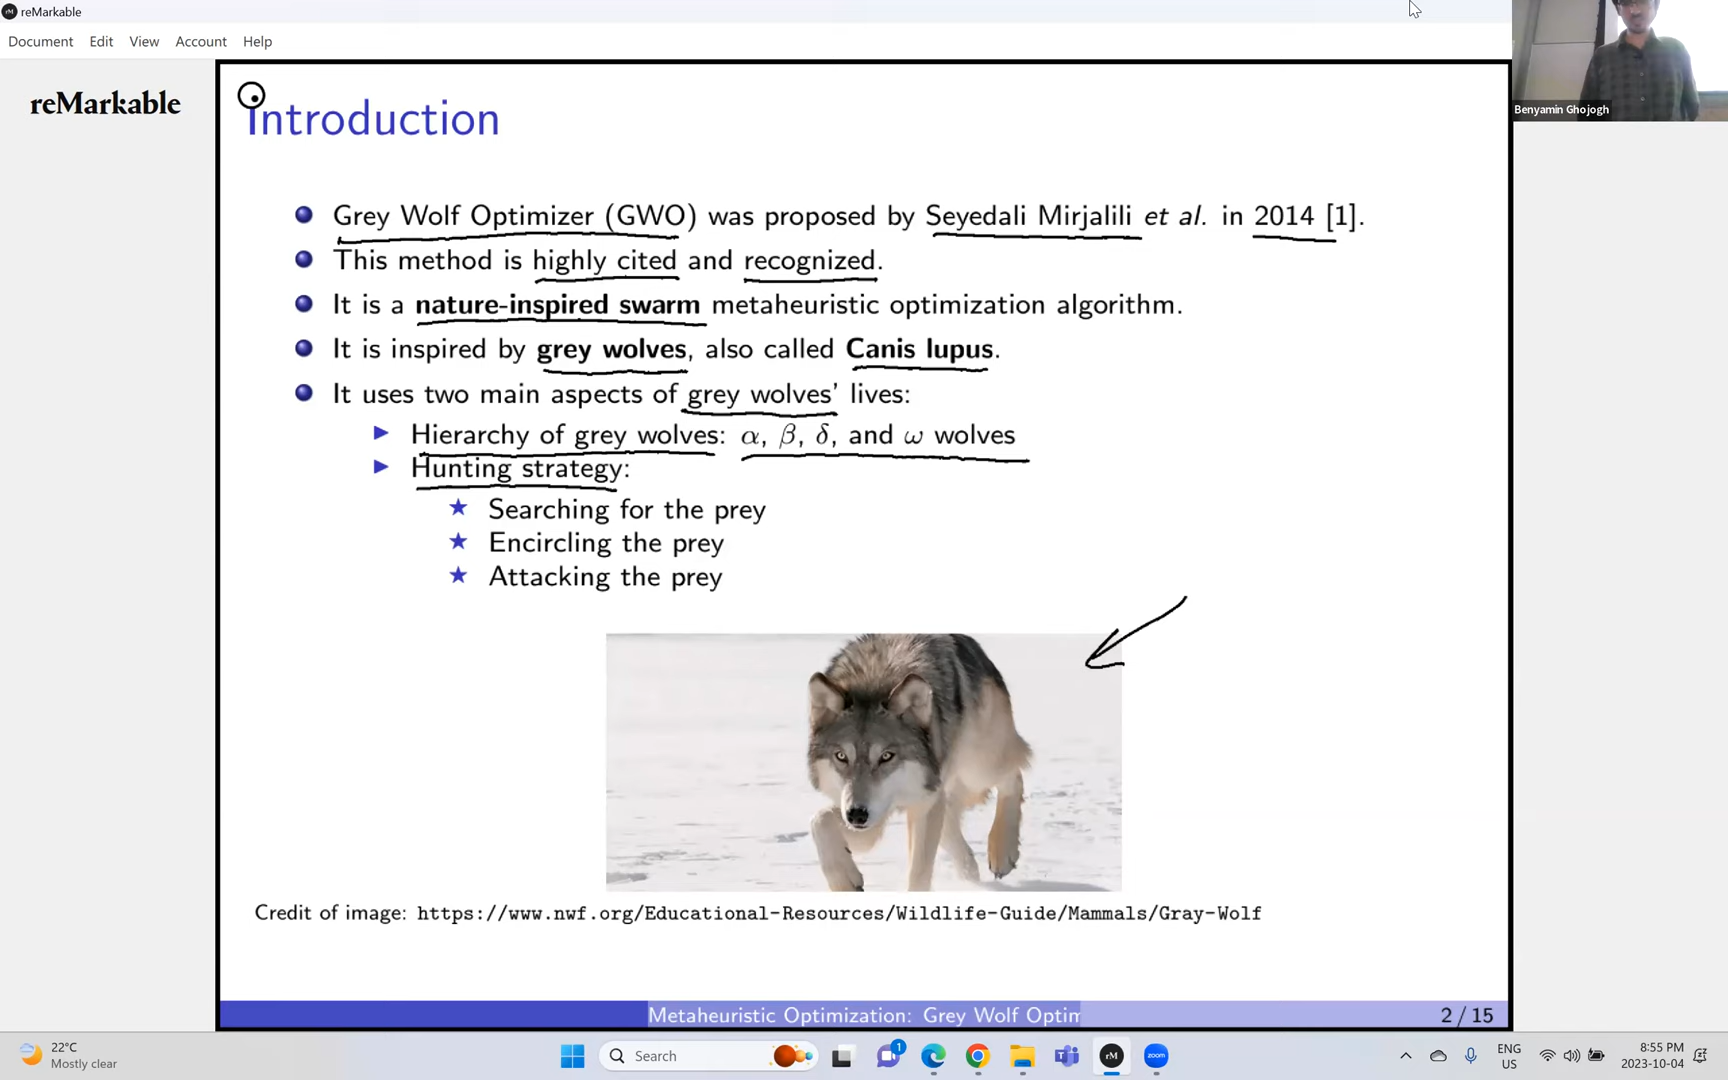 reMarkable
Document Edit View Account Help
Benyamin Ghojogh
reMarkable
Introduction
Grey Wolf Optimizer (GWO) was proposed by Seyedali Mirjalili et al. in 2014 [1].
This method is highly cited and recognized.
It is a nature-inspired swarm metaheuristic optimization algorithm.
It is inspired by grey wolves, also called Canis lupus.
It uses two main aspects of grey wolves' lives:
Hierarchy of grey wolves: α, β, δ, and ω wolves
Hunting strategy:
Searching for the prey
Encircling the prey
Attacking the prey
Credit of image: https://www.nwf.org/Educational-Resources/Wildlife-Guide/Mammals/Gray-Wolf
Metaheuristic Optimization: Grey Wolf Optim
2 / 15
22°C
Mostly clear
Search
1
rM
zoom
ENG
US
8:55 PM
2023-10-04